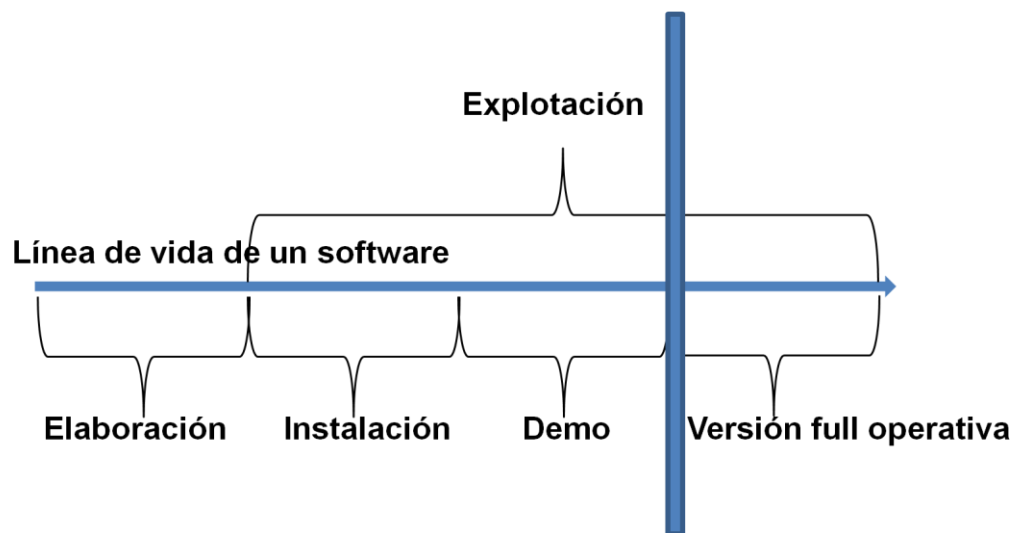 Explotación
Línea de vida de un software
Elaboración
Instalación
Demo
Versión full operativa